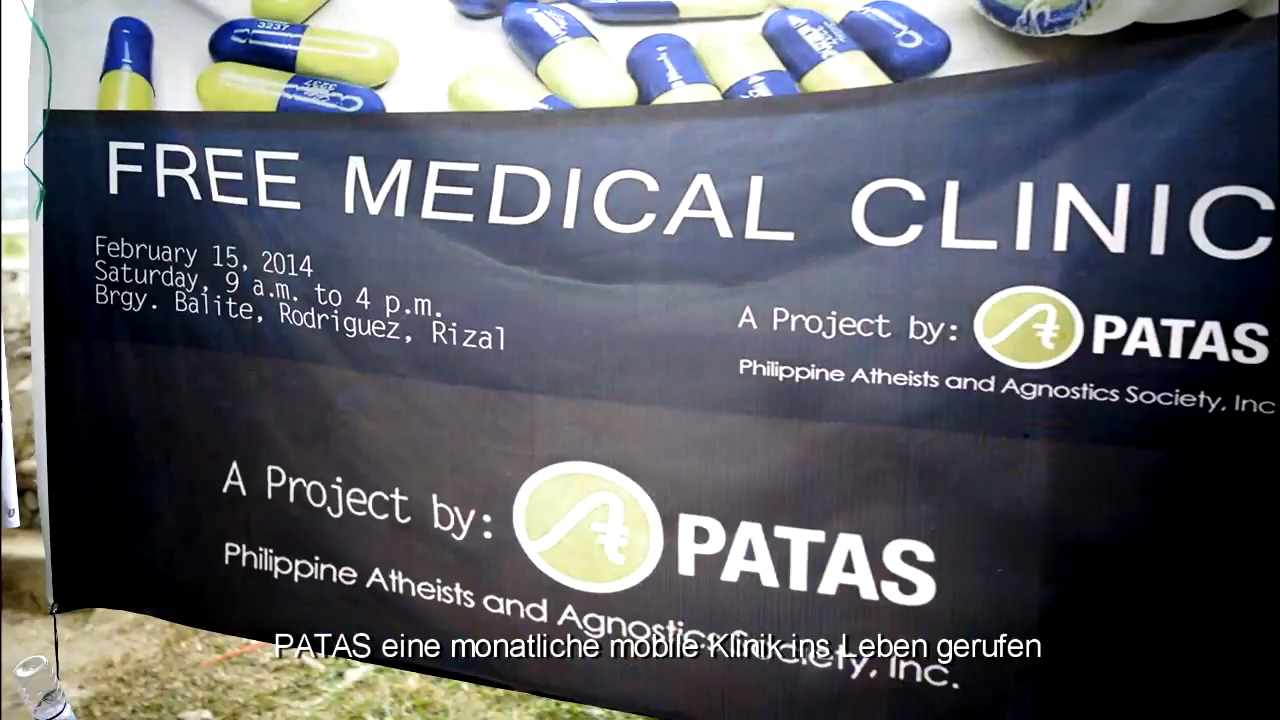 3237
3237
FREE MEDICAL CLINIC
February 15, 2014
Saturday, 9 a.m. to 4 p.m.
Brgy. Balite, Rodriguez, Rizal
A Project by: PATAS
Philippine Atheists and Agnostics Society, Inc
A Project by: PATAS
Philippine Atheists and Agnostics Society, Inc.
PATAS eine monatliche mobile Klinik ins Leben gerufen